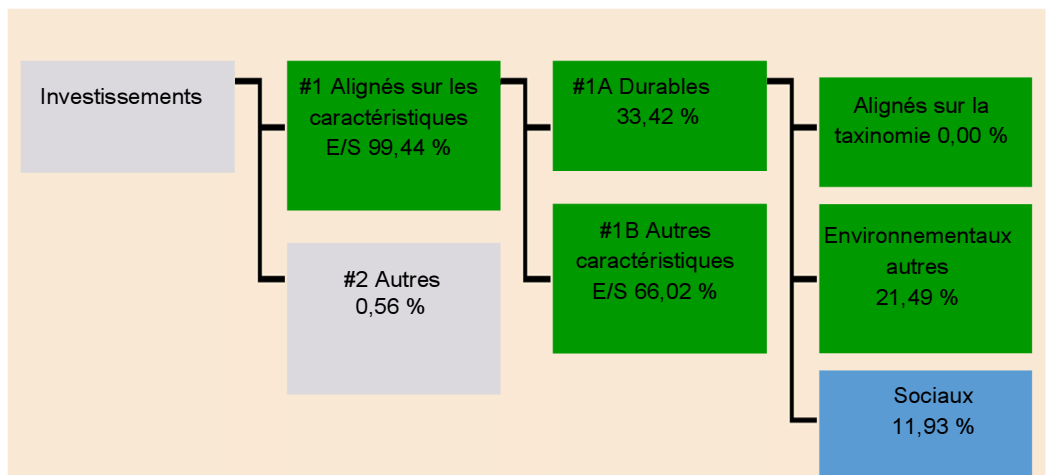 Investissements
#1 Alignés sur les
caractéristiques
E/S 99,44 %
#2 Autres
0,56 %
#1A Durables
33,42 %
#1B Autres
caractéristiques
E/S 66,02 %
Alignés sur la
taxinomie 0,00 %
Environnementaux
autres
21,49 %
Sociaux
11,93 %